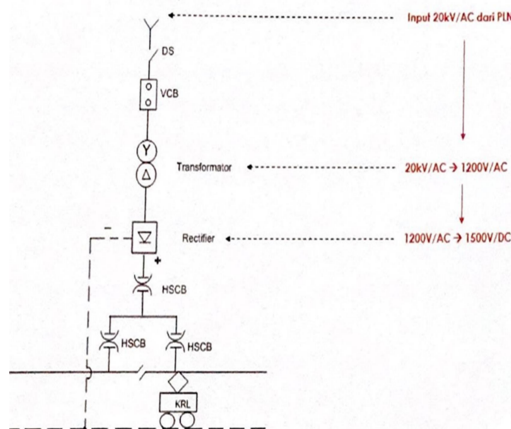 Input 20kV/AC dari PLN
DS
VCB
Y
Δ
Transformator
20kV/AC → 1200V/AC
−
Rectifier
1200V/AC → 1500V/DC
+
HSCB
HSCB
HSCB
KRL